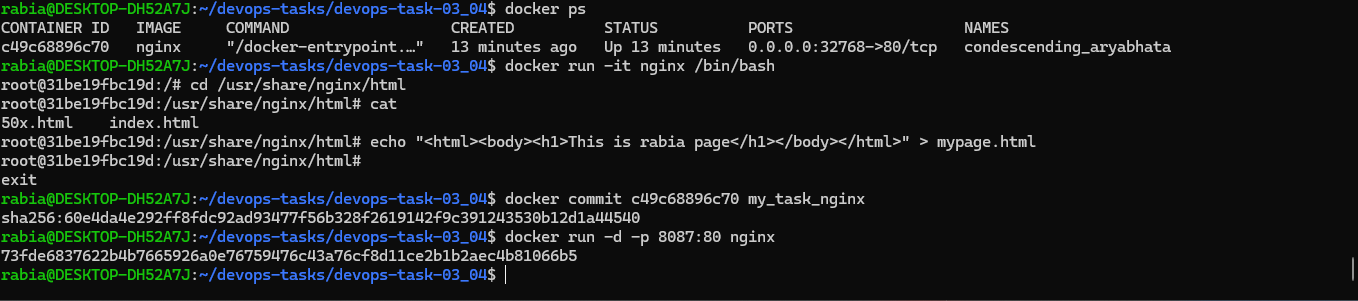 rabia@DESKTOP-DH52A7J:~/devops-tasks/devops-task-03_04$ docker ps
CONTAINER ID   IMAGE     COMMAND                  CREATED          STATUS          PORTS                   NAMES
c49c68896c70   nginx     "/docker-entrypoint.…"   13 minutes ago   Up 13 minutes   0.0.0.0:32768->80/tcp   condescending_aryabhata
rabia@DESKTOP-DH52A7J:~/devops-tasks/devops-task-03_04$ docker run -it nginx /bin/bash
root@31be19fbc19d:/# cd /usr/share/nginx/html
root@31be19fbc19d:/usr/share/nginx/html# cat
50x.html    index.html
root@31be19fbc19d:/usr/share/nginx/html# echo "<html><body><h1>This is rabia page</h1></body></html>" > mypage.html
root@31be19fbc19d:/usr/share/nginx/html#
exit
rabia@DESKTOP-DH52A7J:~/devops-tasks/devops-task-03_04$ docker commit c49c68896c70 my_task_nginx
sha256:60e4da4e292ff8fdc92ad93477f56b328f2619142f9c391243530b12d1a44540
rabia@DESKTOP-DH52A7J:~/devops-tasks/devops-task-03_04$ docker run -d -p 8087:80 nginx
73fde6837622b4b7665926a0e76759476c43a76cf8d11ce2b1b2aec4b81066b5
rabia@DESKTOP-DH52A7J:~/devops-tasks/devops-task-03_04$